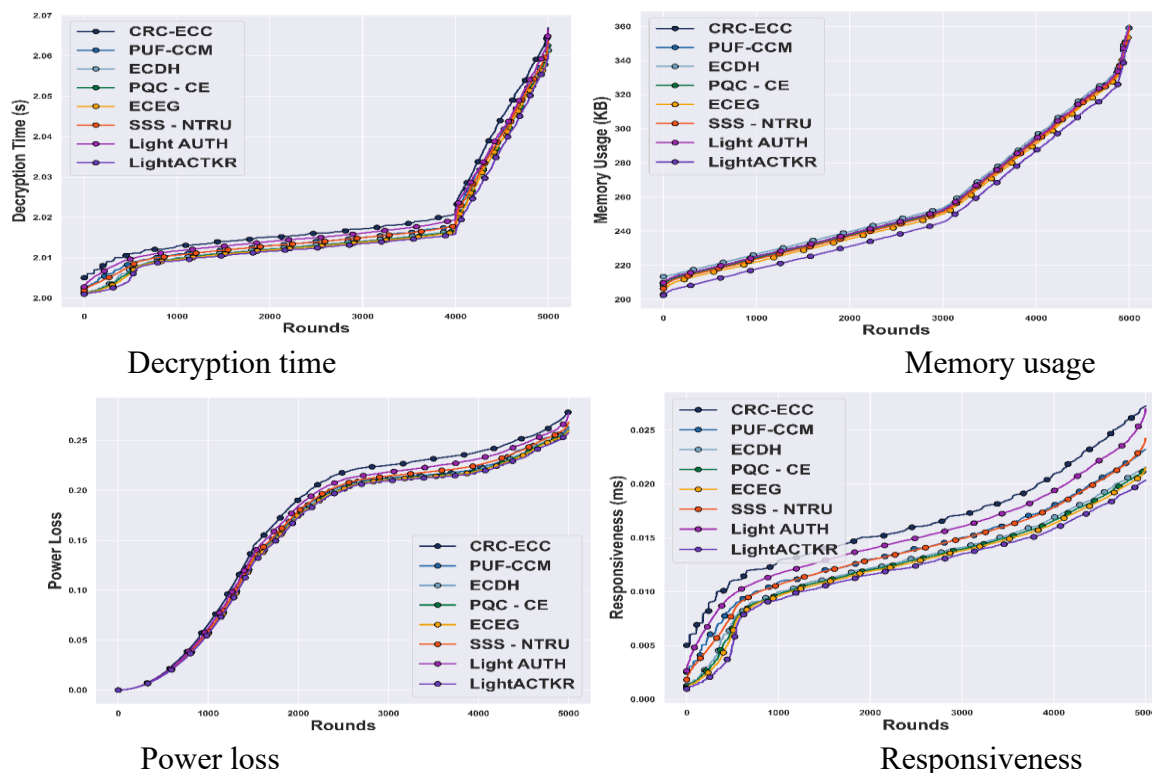 2.07
2.06
2.05
2.04
2.03
2.02
2.01
2.00
Decryption Time (s)
CRC-ECC
PUF-CCM
ECDH
PQC - CE
ECEG
SSS - NTRU
Light AUTH
LightACTKR
0 1000 2000 3000 4000 5000
Rounds
Decryption time
360
340
320
300
280
260
240
220
200
Memory Usage (KB)
CRC-ECC
PUF-CCM
ECDH
PQC - CE
ECEG
SSS - NTRU
Light AUTH
LightACTKR
0 1000 2000 3000 4000 5000
Rounds
Memory usage
0.25
0.20
0.15
0.10
0.05
0.00
Power Loss
CRC-ECC
PUF-CCM
ECDH
PQC - CE
ECEG
SSS - NTRU
Light AUTH
LightACTKR
0 1000 2000 3000 4000 5000
Rounds
Power loss
0.025
0.020
0.015
0.010
0.005
0.000
Responsiveness (ms)
CRC-ECC
PUF-CCM
ECDH
PQC - CE
ECEG
SSS - NTRU
Light AUTH
LightACTKR
0 1000 2000 3000 4000 5000
Rounds
Responsiveness